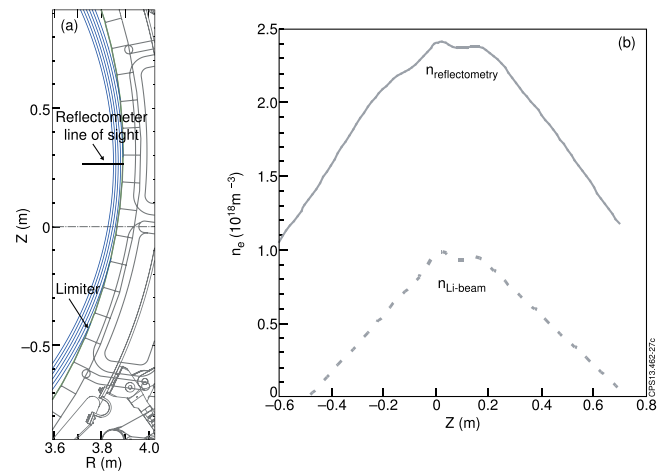 (a)
0.5
0
−0.5
Z (m)
Reflectometer
line of sight
Limiter
3.6
3.8
4.0
R (m)
(b)
2.5
2.0
1.5
1.0
0.5
0
n_e (10^18 m^−3)
n_reflectometry
n_Li-beam
−0.6
−0.4
−0.2
0
0.2
0.4
0.6
0.8
Z (m)
CPS13.462-27c